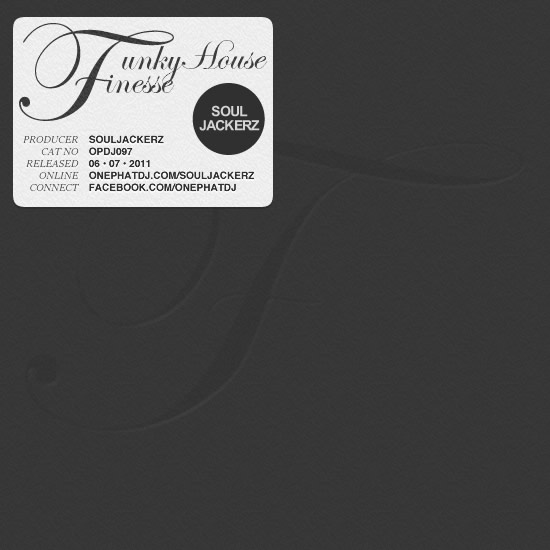 Funky House
Finesse
SOUL
JACKERZ
PRODUCER SOULJACKERZ
CAT NO OPDJ097
RELEASED 06 • 07 • 2011
ONLINE ONEPHATDJ.COM/SOULJACKERZ
CONNECT FACEBOOK.COM/ONEPHATDJ